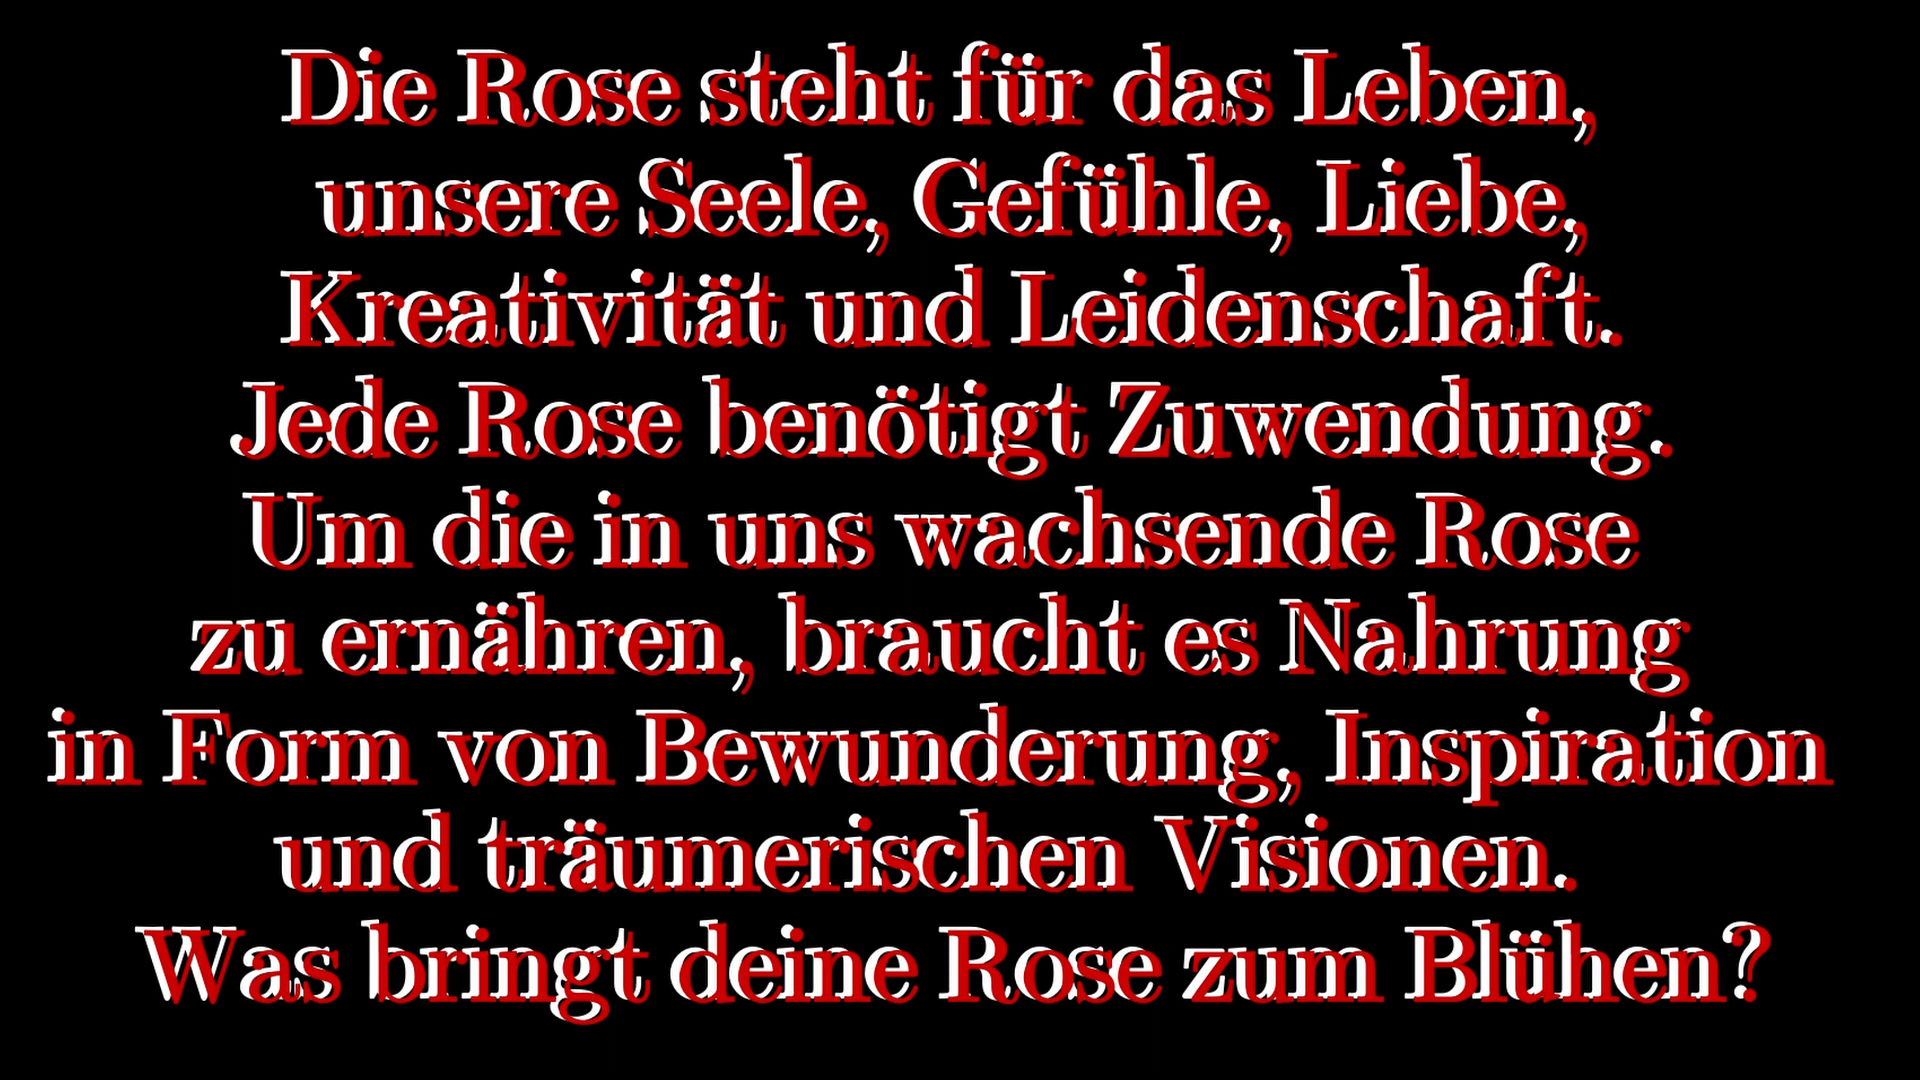 Die Rose steht für das Leben,
unsere Seele, Gefühle, Liebe,
Kreativität und Leidenschaft.
Jede Rose benötigt Zuwendung.
Um die in uns wachsende Rose
zu ernähren, braucht es Nahrung
in Form von Bewunderung, Inspiration
und träumerischen Visionen.
Was bringt deine Rose zum Blühen?